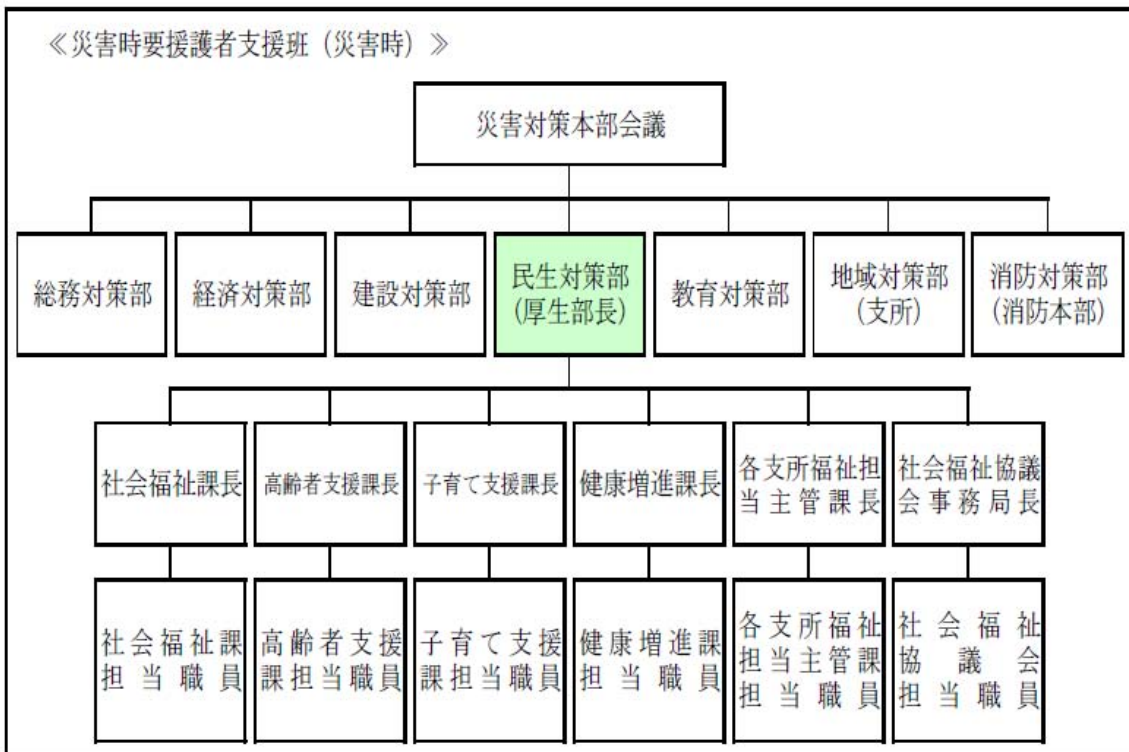 ≪災害時要援護者支援班（災害時）≫
災害対策本部会議
総務対策部
経済対策部
建設対策部
民生対策部
（厚生部長）
教育対策部
地域対策部
（支所）
消防対策部
（消防本部）
社会福祉課長
高齢者支援課長
子育て支援課長
健康増進課長
各支所福祉担
当主管課長
社会福祉協議
会事務局長
社会福祉課
担当職員
高齢者支援
課担当職員
子育て支援
課担当職員
健康増進課
担当職員
各支所福祉
担当主管課
担当職員
社会福祉
協議会
担当職員